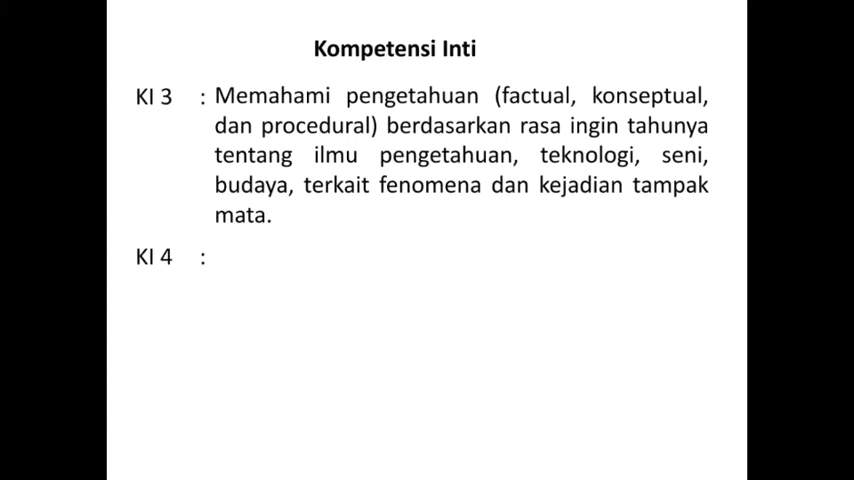 Kompetensi Inti
KI 3 : Memahami pengetahuan (factual, konseptual,
dan procedural) berdasarkan rasa ingin tahunya
tentang ilmu pengetahuan, teknologi, seni,
budaya, terkait fenomena dan kejadian tampak
mata.
KI 4 :